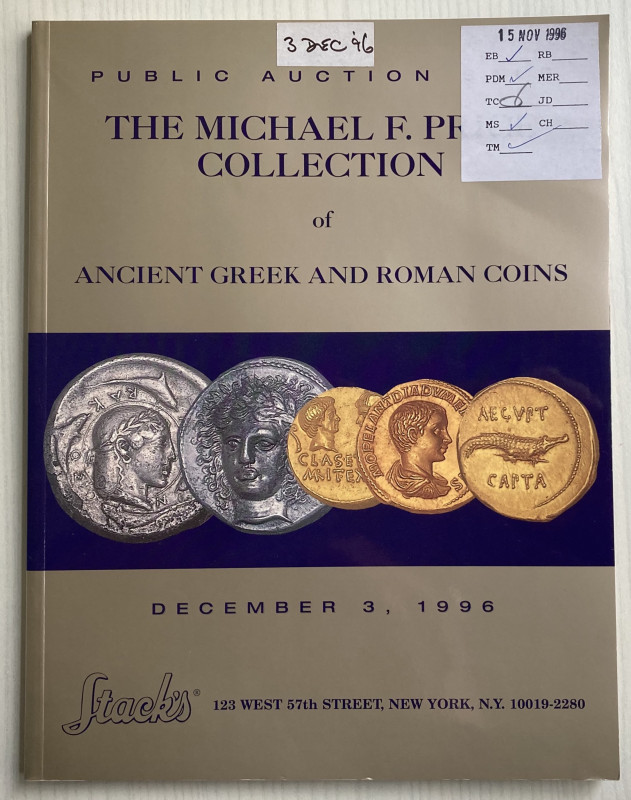 3 DEC '96
15 NOV 1996
EB RB
PDM MER
TC JD
MS CH
TM
PUBLIC AUCTION
THE MICHAEL F. PR
COLLECTION
of
ANCIENT GREEK AND ROMAN COINS
CLASE
AEGVPT
CAPTA
DECEMBER 3, 1996
Stack's®
123 WEST 57th STREET, NEW YORK, N.Y. 10019-2280